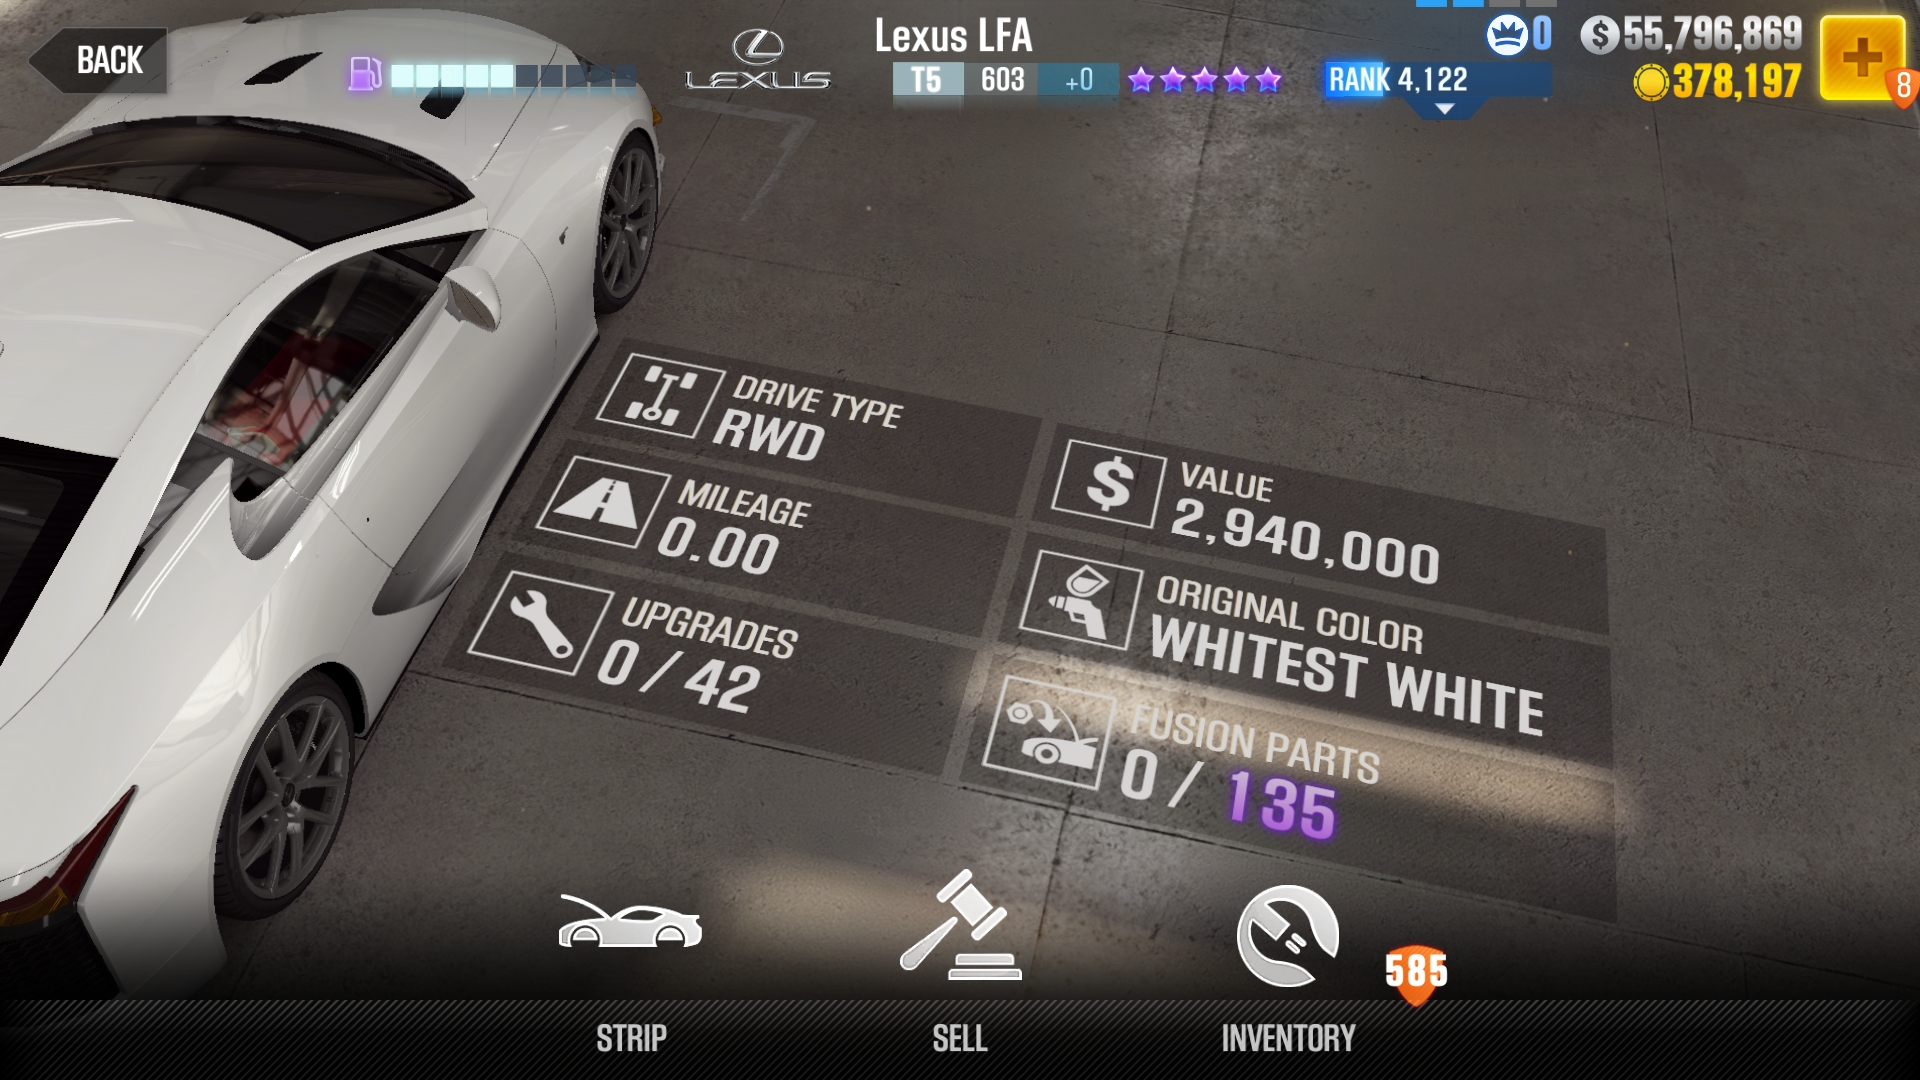 BACK
LEXUS
Lexus LFA
T5 603 +0
RANK 4,122
0
$ 55,796,869
378,197
8
DRIVE TYPE
RWD
MILEAGE
0.00
UPGRADES
0 / 42
$ VALUE
2,940,000
ORIGINAL COLOR
WHITEST WHITE
FUSION PARTS
0 / 135
585
STRIP
SELL
INVENTORY